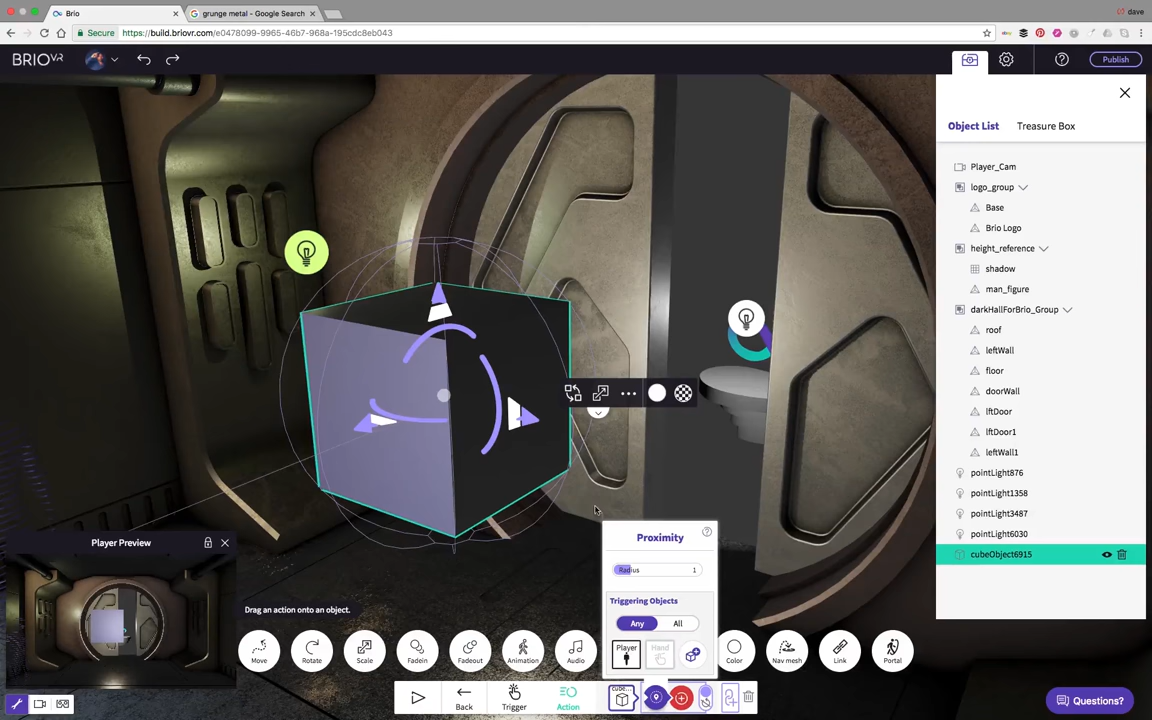 Brio
grunge metal - Google Search
dave
Secure
https://build.briovr.com/e0478099-9965-46b7-968a-195cdc8eb043
BRIOVR
Publish
Object List
Treasure Box
Player_Cam
logo_group
Base
Brio Logo
height_reference
shadow
man_figure
darkHallForBrio_Group
roof
leftWall
floor
doorWall
lftDoor
lftDoor1
leftWall1
pointLight876
pointLight1358
pointLight3487
pointLight6030
cubeObject6915
Player Preview
Drag an action onto an object.
Proximity
Radius 1
Triggering Objects
Any All
Player Hand
Move
Rotate
Scale
Fadein
Fadeout
Animation
Audio
Color
Nav mesh
Link
Portal
Back
Trigger
Action
cube...
Questions?